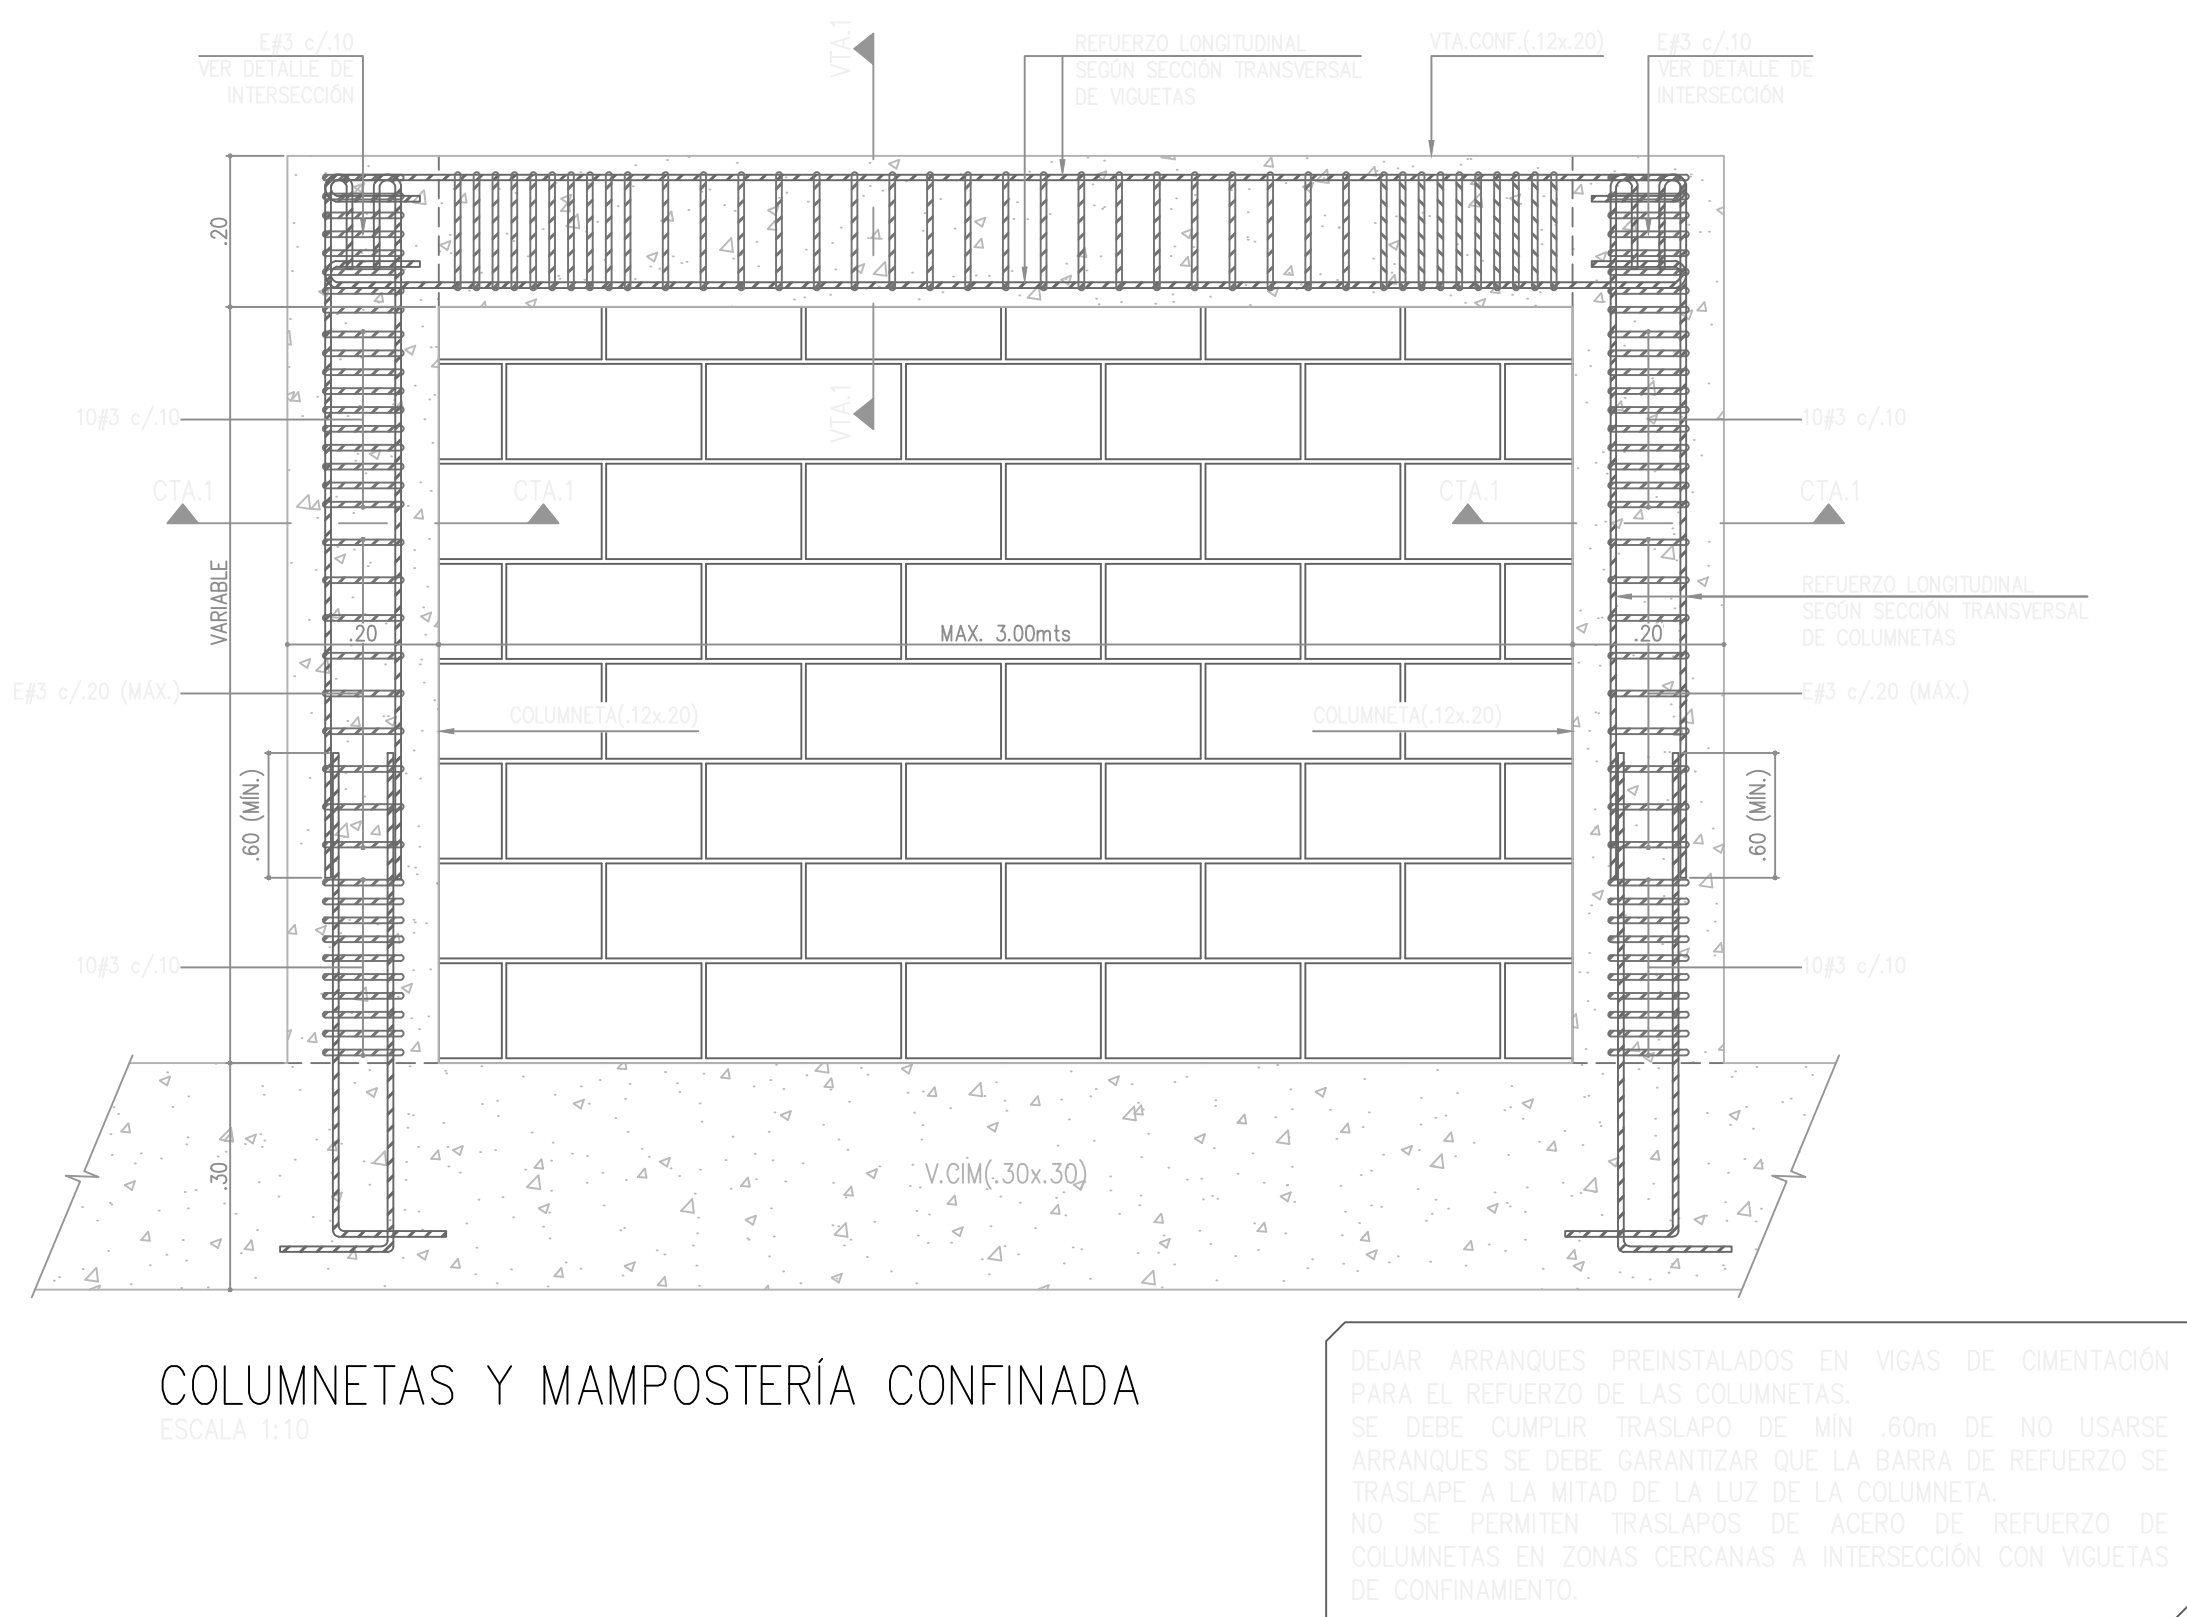 E#3 c/.10
VER DETALLE DE
INTERSECCIÓN
VTA.1
REFUERZO LONGITUDINAL
SEGÚN SECCIÓN TRANSVERSAL
DE VIGUETAS
VTA.CONF.(.12x.20)
E#3 c/.10
VER DETALLE DE
INTERSECCIÓN
.20
10#3 c/.10
VTA.1
10#3 c/.10
CTA.1
CTA.1
CTA.1
CTA.1
VARIABLE
REFUERZO LONGITUDINAL
SEGÚN SECCIÓN TRANSVERSAL
DE COLUMNETAS
.20
MAX. 3.00mts
.20
E#3 c/.20 (MÁX.)
E#3 c/.20 (MÁX.)
COLUMNETA(.12x.20)
COLUMNETA(.12x.20)
.60 (MÍN.)
.60 (MÍN.)
10#3 c/.10
10#3 c/.10
.30
V.CIM(.30x.30)
COLUMNETAS Y MAMPOSTERÍA CONFINADA
ESCALA 1:10
DEJAR ARRANQUES PREINSTALADOS EN VIGAS DE CIMENTACIÓN
PARA EL REFUERZO DE LAS COLUMNETAS.
SE DEBE CUMPLIR TRASLAPO DE MÍN .60m DE NO USARSE
ARRANQUES SE DEBE GARANTIZAR QUE LA BARRA DE REFUERZO SE
TRASLAPE A LA MITAD DE LA LUZ DE LA COLUMNETA.
NO SE PERMITEN TRASLAPOS DE ACERO DE REFUERZO DE
COLUMNETAS EN ZONAS CERCANAS A INTERSECCIÓN CON VIGUETAS
DE CONFINAMIENTO.